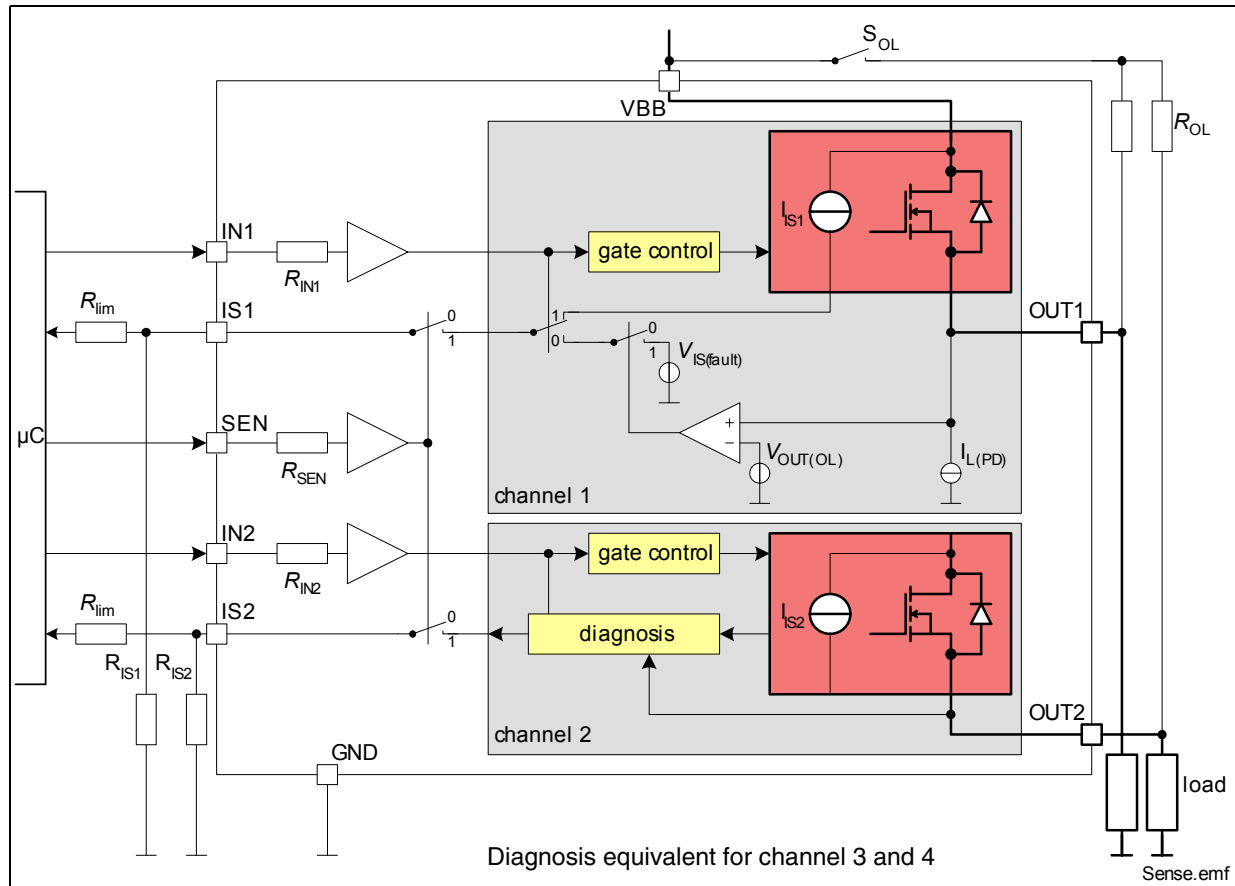 S_OL
VBB
R_OL
IN1
R_IN1
gate control
I_IS1
R_lim
IS1
0
1
1
0
0
1
V_IS(fault)
OUT1
µC
SEN
R_SEN
+
−
V_OUT(OL)
I_L(PD)
channel 1
IN2
R_IN2
gate control
R_lim
IS2
0
1
diagnosis
I_IS2
R_IS1
R_IS2
channel 2
OUT2
GND
load
Diagnosis equivalent for channel 3 and 4
Sense.emf